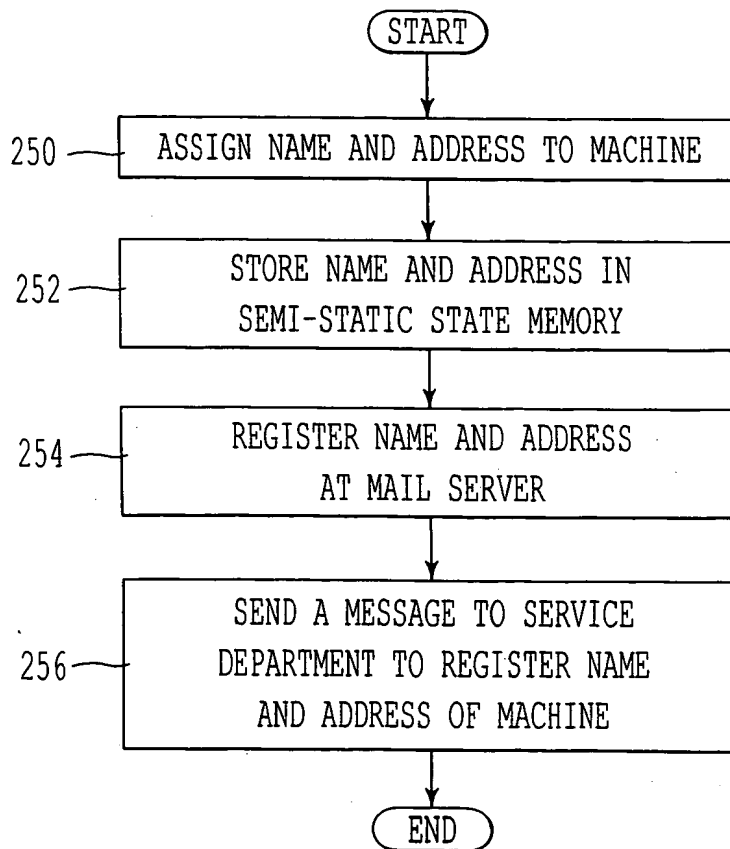 START
250
ASSIGN NAME AND ADDRESS TO MACHINE
252
STORE NAME AND ADDRESS IN
SEMI-STATIC STATE MEMORY
254
REGISTER NAME AND ADDRESS
AT MAIL SERVER
256
SEND A MESSAGE TO SERVICE
DEPARTMENT TO REGISTER NAME
AND ADDRESS OF MACHINE
END